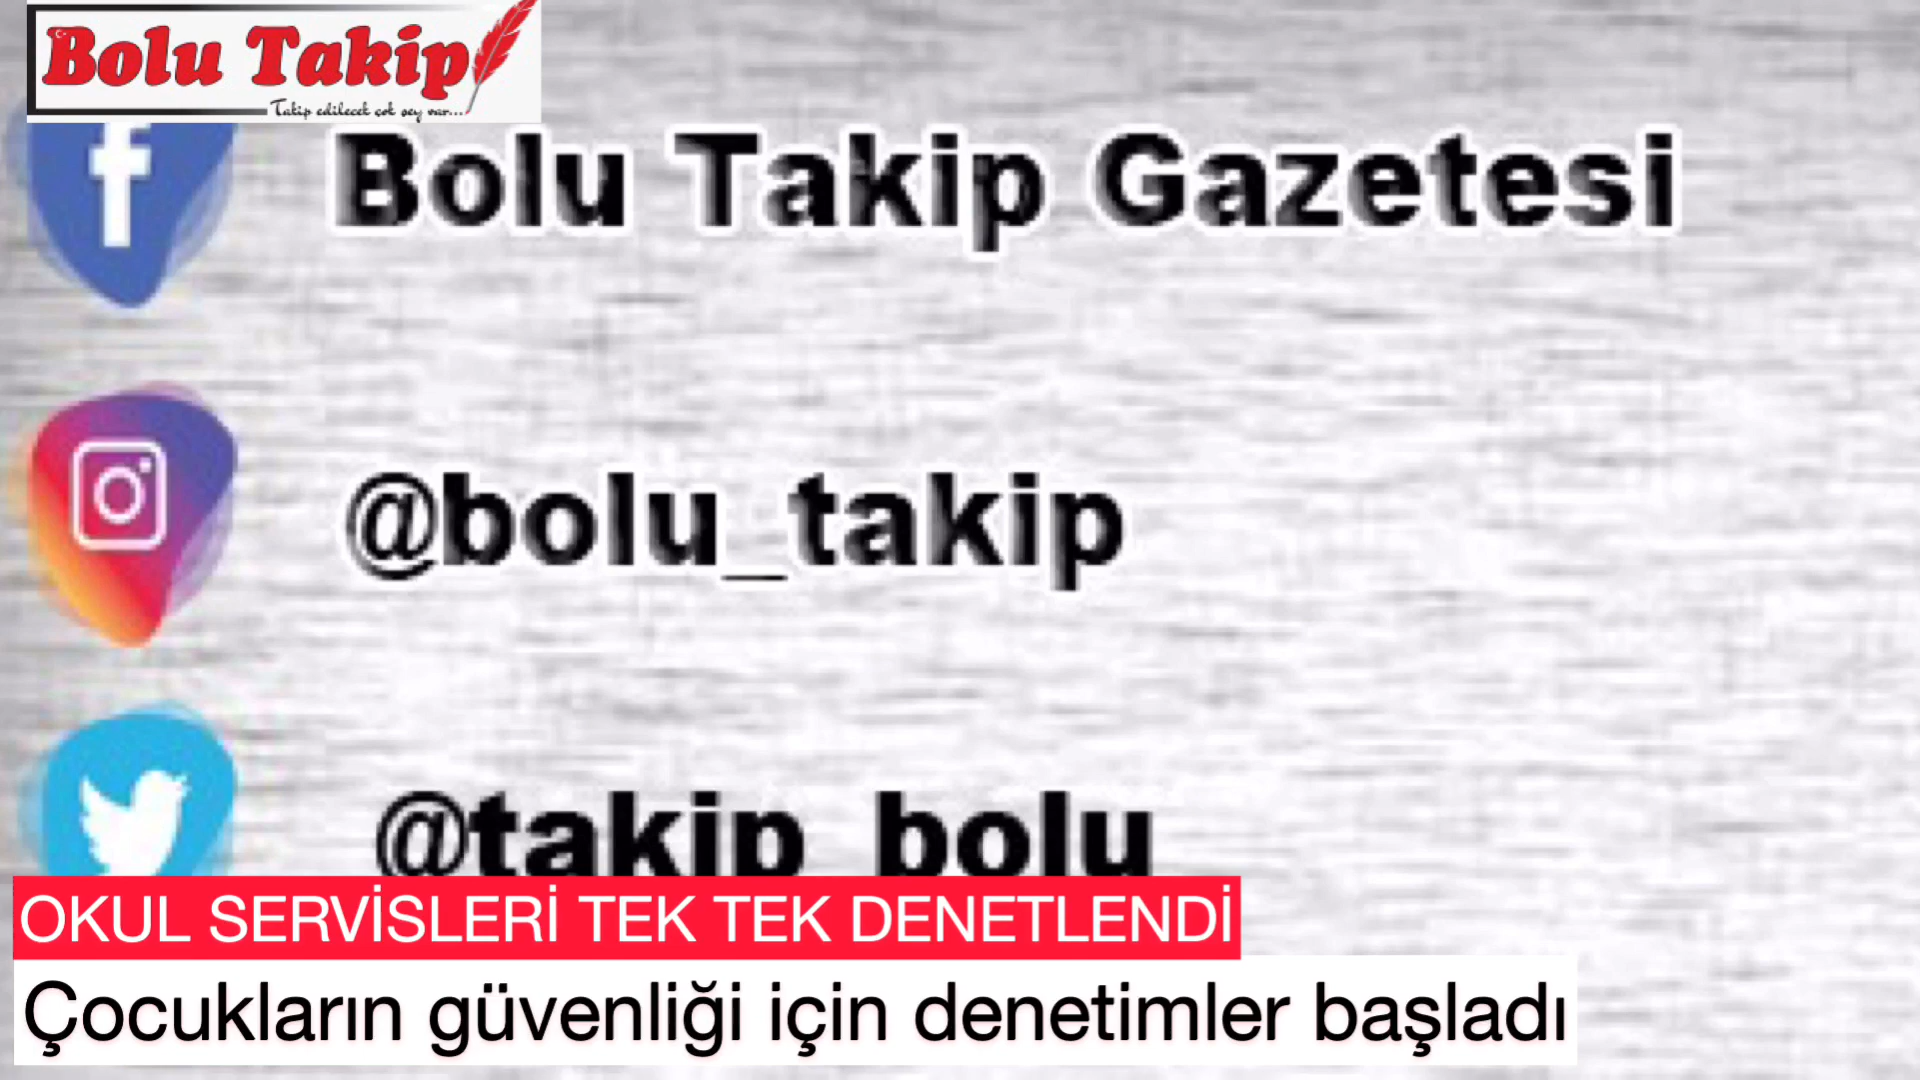 Bolu Takip
Takip edilecek çok şey var...
Bolu Takip Gazetesi
@bolu_takip
@takip_bolu
OKUL SERVİSLERİ TEK TEK DENETLENDİ
Çocukların güvenliği için denetimler başladı